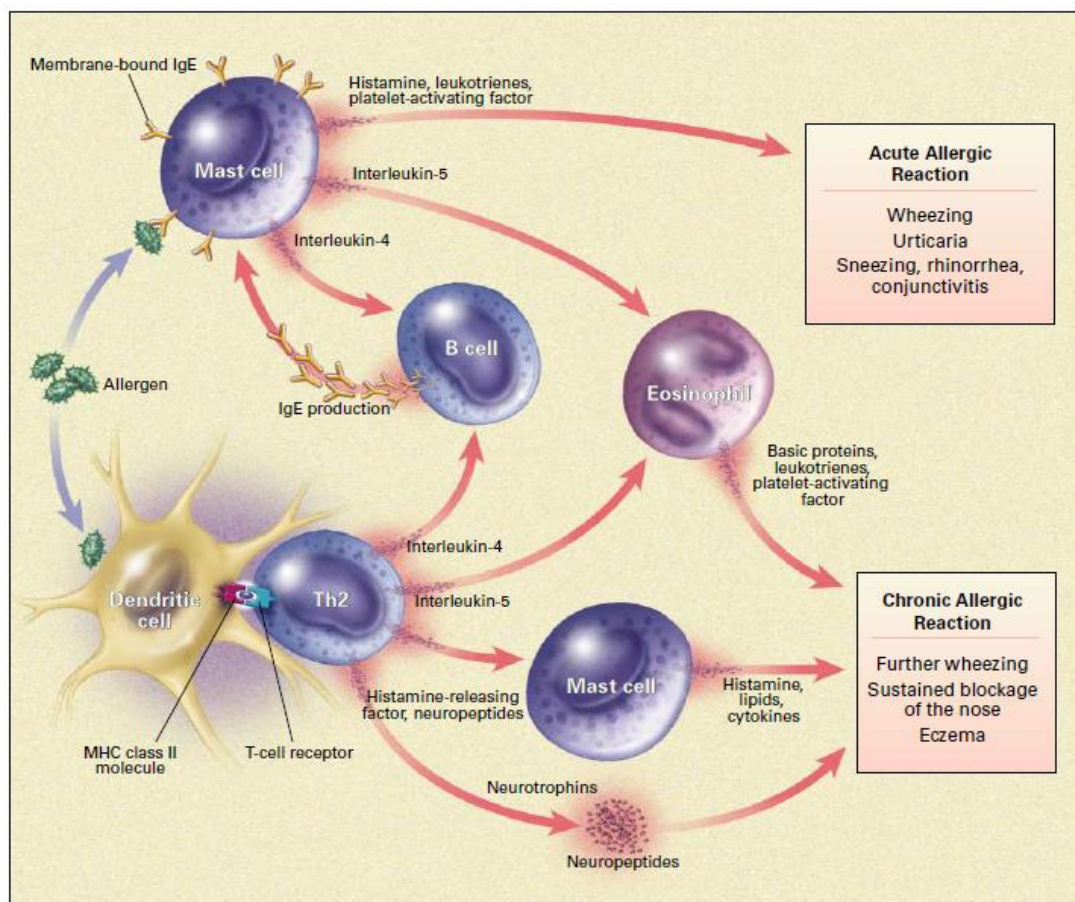 Membrane-bound IgE
Histamine, leukotrienes,
platelet-activating factor
Mast cell
Interleukin-5
Interleukin-4
Acute Allergic
Reaction
Wheezing
Urticaria
Sneezing, rhinorrhea,
conjunctivitis
B cell
Allergen
IgE production
Eosinophil
Basic proteins,
leukotrienes,
platelet-activating
factor
Interleukin-4
Dendritic
cell
Th2
Interleukin-5
Chronic Allergic
Reaction
Further wheezing
Sustained blockage
of the nose
Eczema
Mast cell
Histamine,
lipids,
cytokines
Histamine-releasing
factor, neuropeptides
MHC class II
molecule
T-cell receptor
Neurotrophins
Neuropeptides